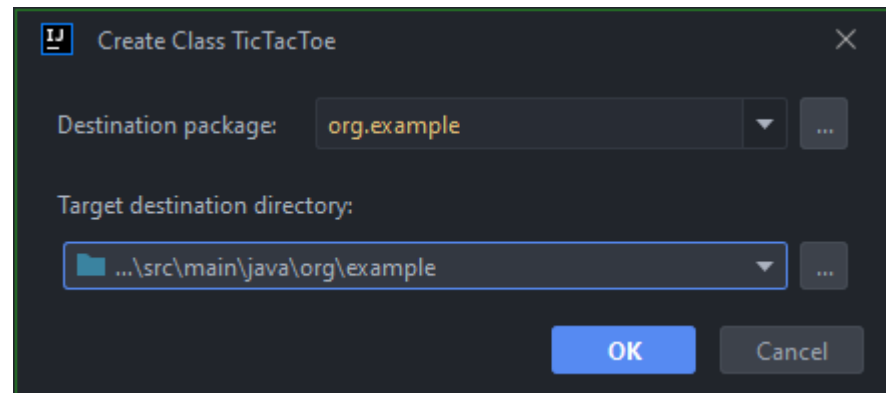 IJ Create Class TicTacToe
Destination package: org.example ...
Target destination directory:
...\src\main\java\org\example ...
OK Cancel